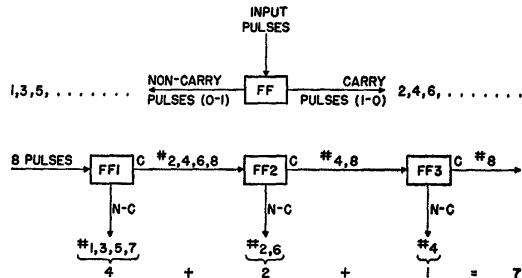 INPUT
PULSES
1,3,5, . . . . . . . NON-CARRY FF CARRY 2,4,6, . . . . . . .
PULSES (0-1) PULSES (1-0)
8 PULSES FF1 C #2,4,6,8 FF2 C #4,8 FF3 C #8
N-C N-C N-C
#1,3,5,7 #2,6 #4
4 + 2 + 1 = 7